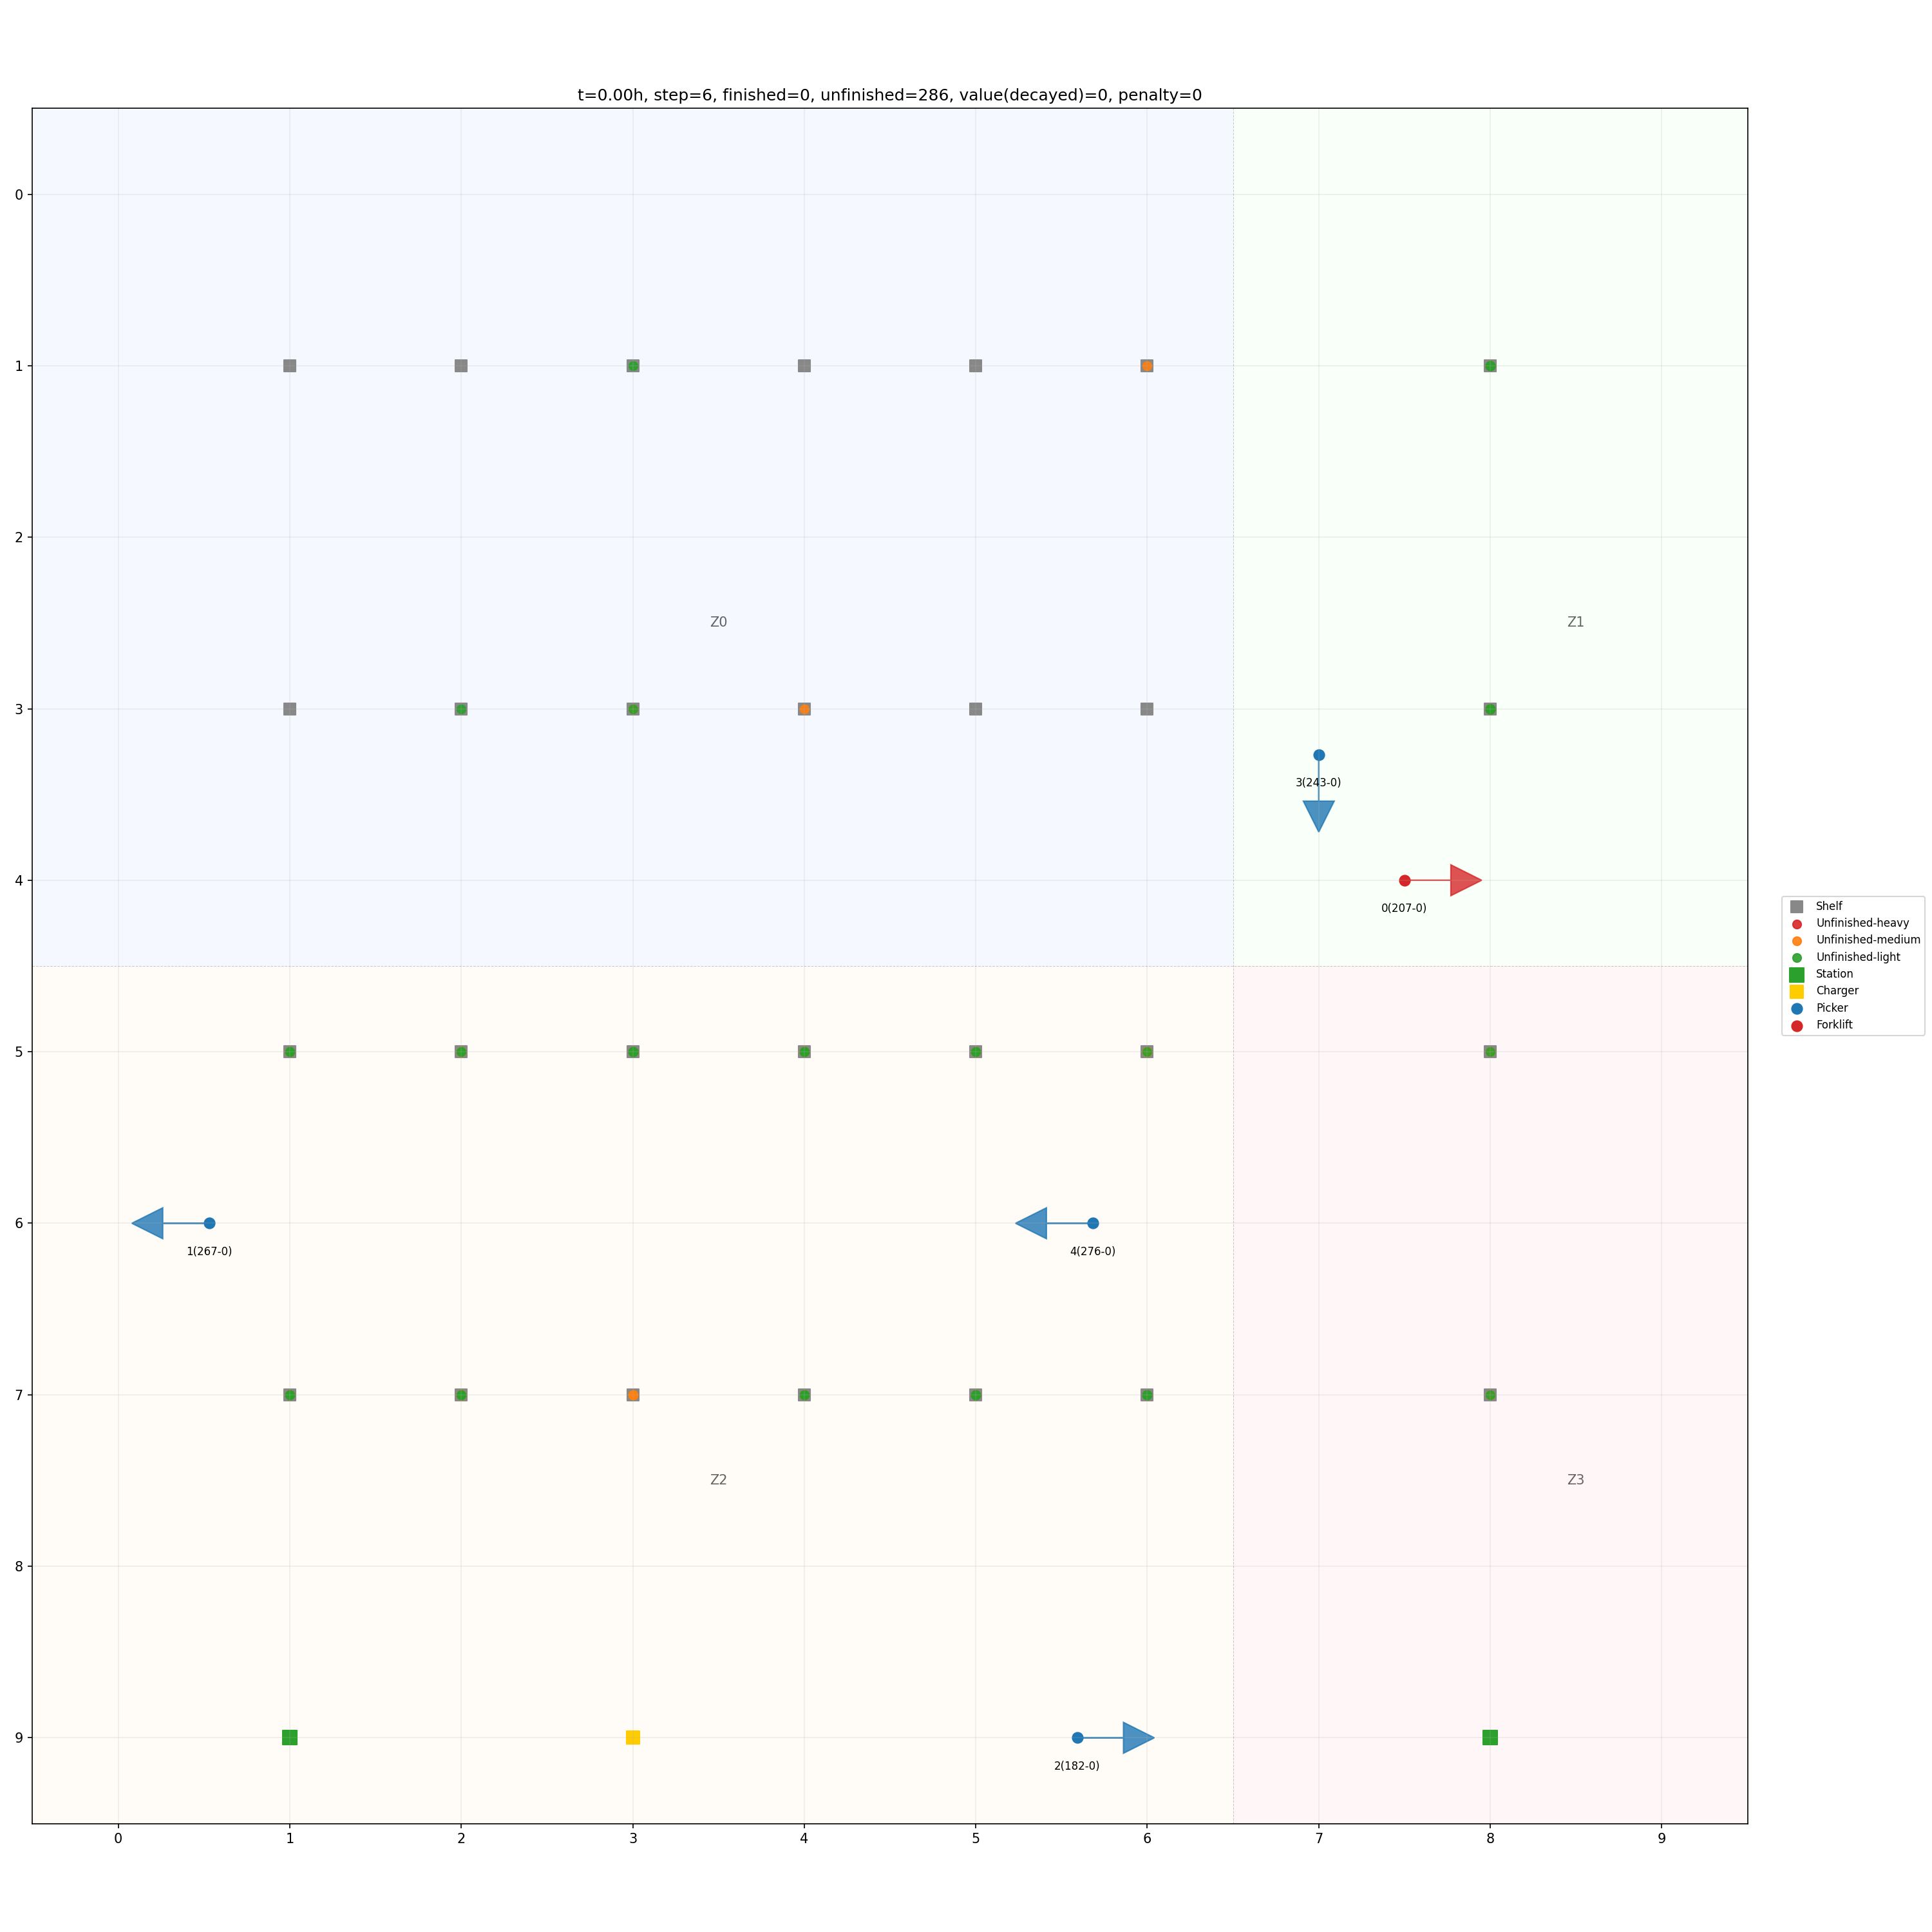 t=0.00h, step=6, finished=0, unfinished=286, value(decayed)=0, penalty=0
0
1
2
Z0
Z1
3
3(243-0)
4
0(207-0)
Shelf
Unfinished-heavy
Unfinished-medium
Unfinished-light
Station
Charger
Picker
Forklift
5
6
1(267-0)
4(276-0)
7
Z2
Z3
8
9
2(182-0)
0 1 2 3 4 5 6 7 8 9